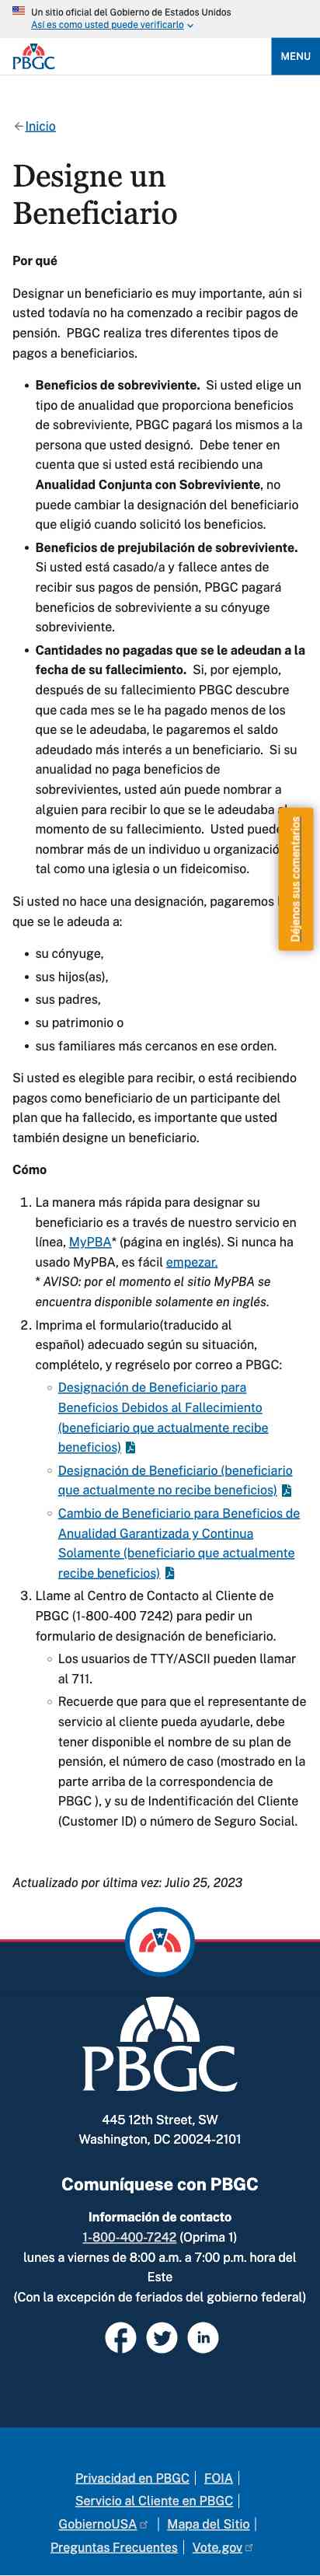 Un sitio oficial del Gobierno de Estados Unidos
Así es como usted puede verificarlo
PBGC
MENU
Inicio
Designe un
Beneficiario
Por qué
Designar un beneficiario es muy importante, aún si
usted todavía no ha comenzado a recibir pagos de
pensión.  PBGC realiza tres diferentes tipos de
pagos a beneficiarios.
• Beneficios de sobreviviente.  Si usted elige un
tipo de anualidad que proporciona beneficios
de sobreviviente, PBGC pagará los mismos a la
persona que usted designó.  Debe tener en
cuenta que si usted está recibiendo una
Anualidad Conjunta con Sobreviviente, no
puede cambiar la designación del beneficiario
que eligió cuando solicitó los beneficios.
• Beneficios de prejubilación de sobreviviente.
Si usted está casado/a y fallece antes de
recibir sus pagos de pensión, PBGC pagará
beneficios de sobreviviente a su cónyuge
sobreviviente.
• Cantidades no pagadas que se le adeudan a la
fecha de su fallecimiento.  Si, por ejemplo,
después de su fallecimiento PBGC descubre
que cada mes se le ha pagado menos de los
que se le adeudaba, le pagaremos el saldo
adeudado más interés a un beneficiario.  Si su
anualidad no paga beneficios de
sobrevivientes, usted aún puede nombrar a
alguien para recibir lo que se le adeudaba
momento de su fallecimiento.  Usted puede
nombrar más de un individuo u organizació
tal como una iglesia o un fideicomiso.
Déjenos sus comentarios
Si usted no hace una designación, pagaremos
que se le adeuda a:
• su cónyuge,
• sus hijos(as),
• sus padres,
• su patrimonio o
• sus familiares más cercanos en ese orden.
Si usted es elegible para recibir, o está recibiendo
pagos como beneficiario de un participante del
plan que ha fallecido, es importante que usted
también designe un beneficiario.
Cómo
1. La manera más rápida para designar su
beneficiario es a través de nuestro servicio en
línea, MyPBA* (página en inglés). Si nunca ha
usado MyPBA, es fácil empezar.
* AVISO: por el momento el sitio MyPBA se
encuentra disponible solamente en inglés.
2. Imprima el formulario(traducido al
español) adecuado según su situación,
complételo, y regréselo por correo a PBGC:
Designación de Beneficiario para
Beneficios Debidos al Fallecimiento
(beneficiario que actualmente recibe
beneficios)
Designación de Beneficiario (beneficiario
que actualmente no recibe beneficios)
Cambio de Beneficiario para Beneficios de
Anualidad Garantizada y Continua
Solamente (beneficiario que actualmente
recibe beneficios)
3. Llame al Centro de Contacto al Cliente de
PBGC (1-800-400 7242) para pedir un
formulario de designación de beneficiario.
Los usuarios de TTY/ASCII pueden llamar
al 711.
Recuerde que para que el representante de
servicio al cliente pueda ayudarle, debe
tener disponible el nombre de su plan de
pensión, el número de caso (mostrado en la
parte arriba de la correspondencia de
PBGC ), y su de Indentificación del Cliente
(Customer ID) o número de Seguro Social.
Actualizado por última vez: Julio 25, 2023
PBGC
445 12th Street, SW
Washington, DC 20024-2101
Comuníquese con PBGC
Información de contacto
1-800-400-7242 (Oprima 1)
lunes a viernes de 8:00 a.m. a 7:00 p.m. hora del
Este
(Con la excepción de feriados del gobierno federal)
Privacidad en PBGC | FOIA |
Servicio al Cliente en PBGC |
GobiernoUSA | Mapa del Sitio |
Preguntas Frecuentes | Vote.gov